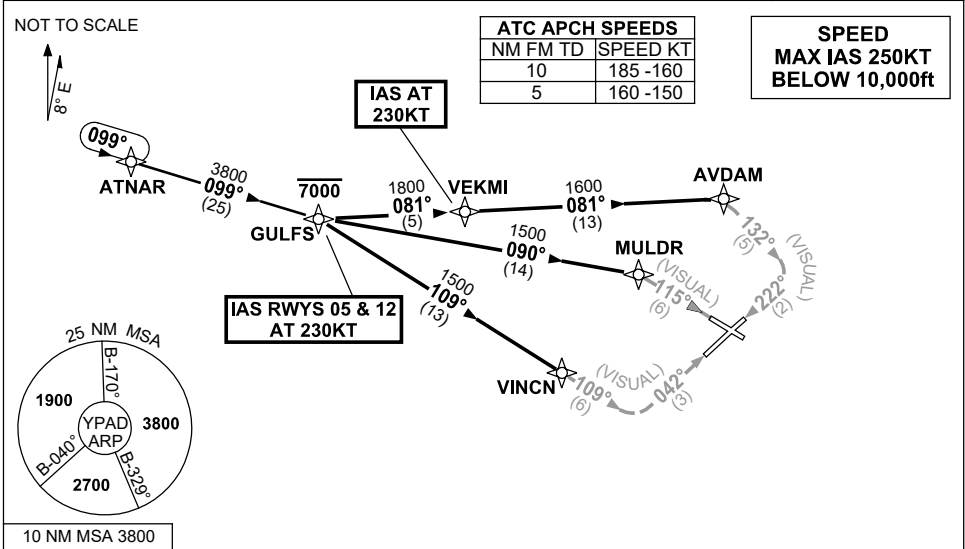 NOT TO SCALE
8° E
ATC APCH SPEEDS
NM FM TD SPEED KT
10 185 -160
5 160 -150
SPEED
MAX IAS 250KT
BELOW 10,000ft
IAS AT
230KT
099°
ATNAR
3800
099°
(25)
7000
GULFS
1800
081°
(5)
VEKMI
1600
081°
(13)
AVDAM
132°
(5)
(VISUAL)
222°
(2)
1500
090°
(14)
MULDR
(VISUAL)
115°
(6)
1500
109°
(13)
IAS RWYS 05 & 12
AT 230KT
VINCN
109°
(6)
(VISUAL)
042°
(3)
25 NM MSA
B-170°
1900
YPAD
ARP
3800
B-040°
B-329°
2700
10 NM MSA 3800